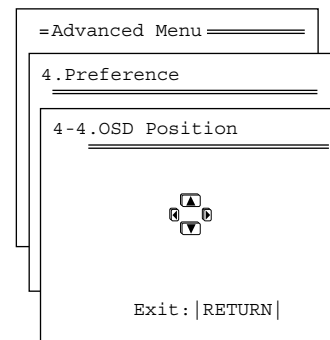 =Advanced Menu
4.Preference
4-4.OSD Position
Exit:|RETURN|